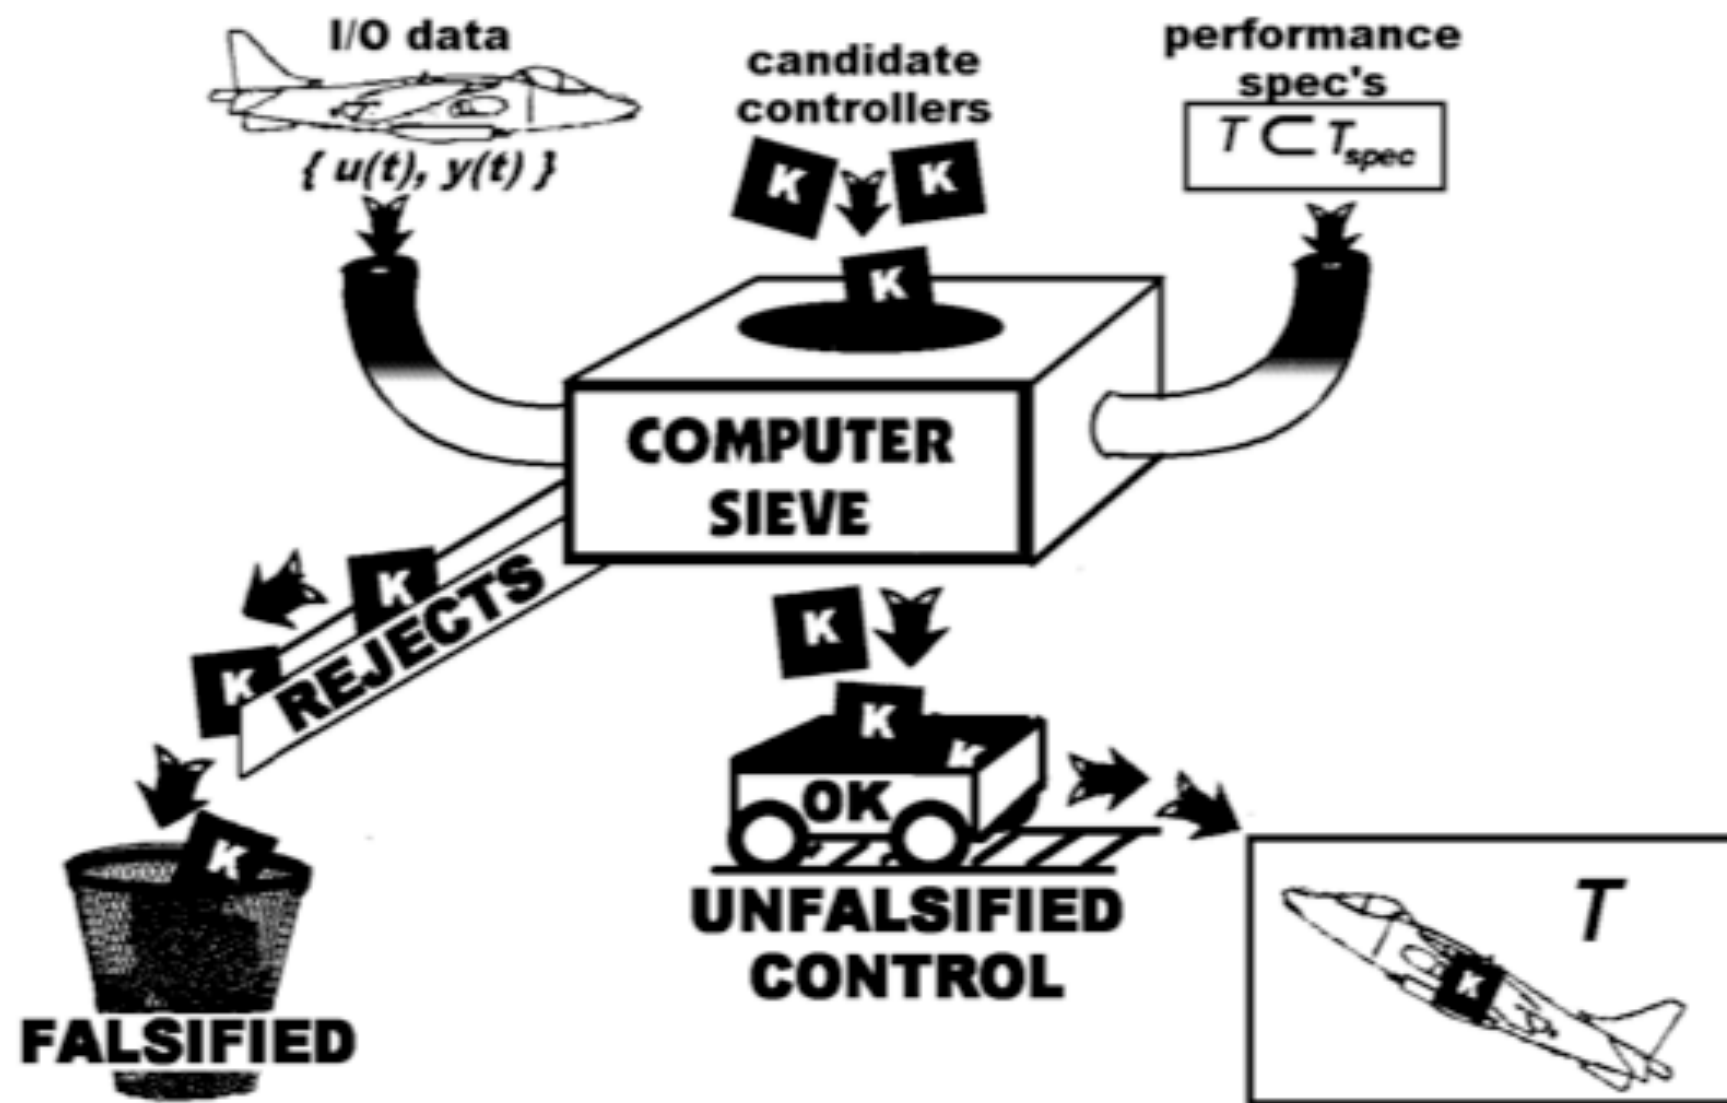 I/O data
{ u(t), y(t) }
candidate
controllers
K
K
K
performance
spec's
T ⊂ T_spec
COMPUTER
SIEVE
K
K
REJECTS
K
FALSIFIED
K
K
K
OK
UNFALSIFIED
CONTROL
T
K